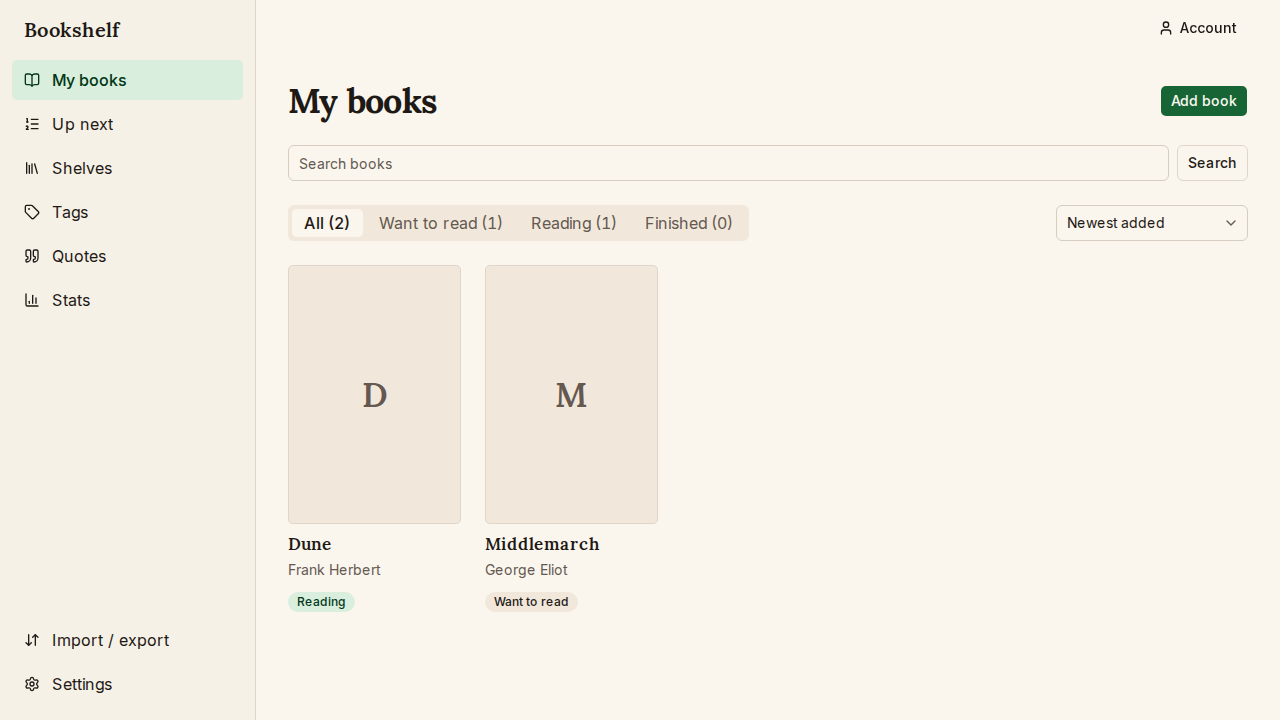 Bookshelf
Account
My books
Up next
Shelves
Tags
Quotes
Stats
Import / export
Settings
My books
Add book
Search books
Search
All (2)
Want to read (1)
Reading (1)
Finished (0)
Newest added
D
M
Dune
Frank Herbert
Reading
Middlemarch
George Eliot
Want to read